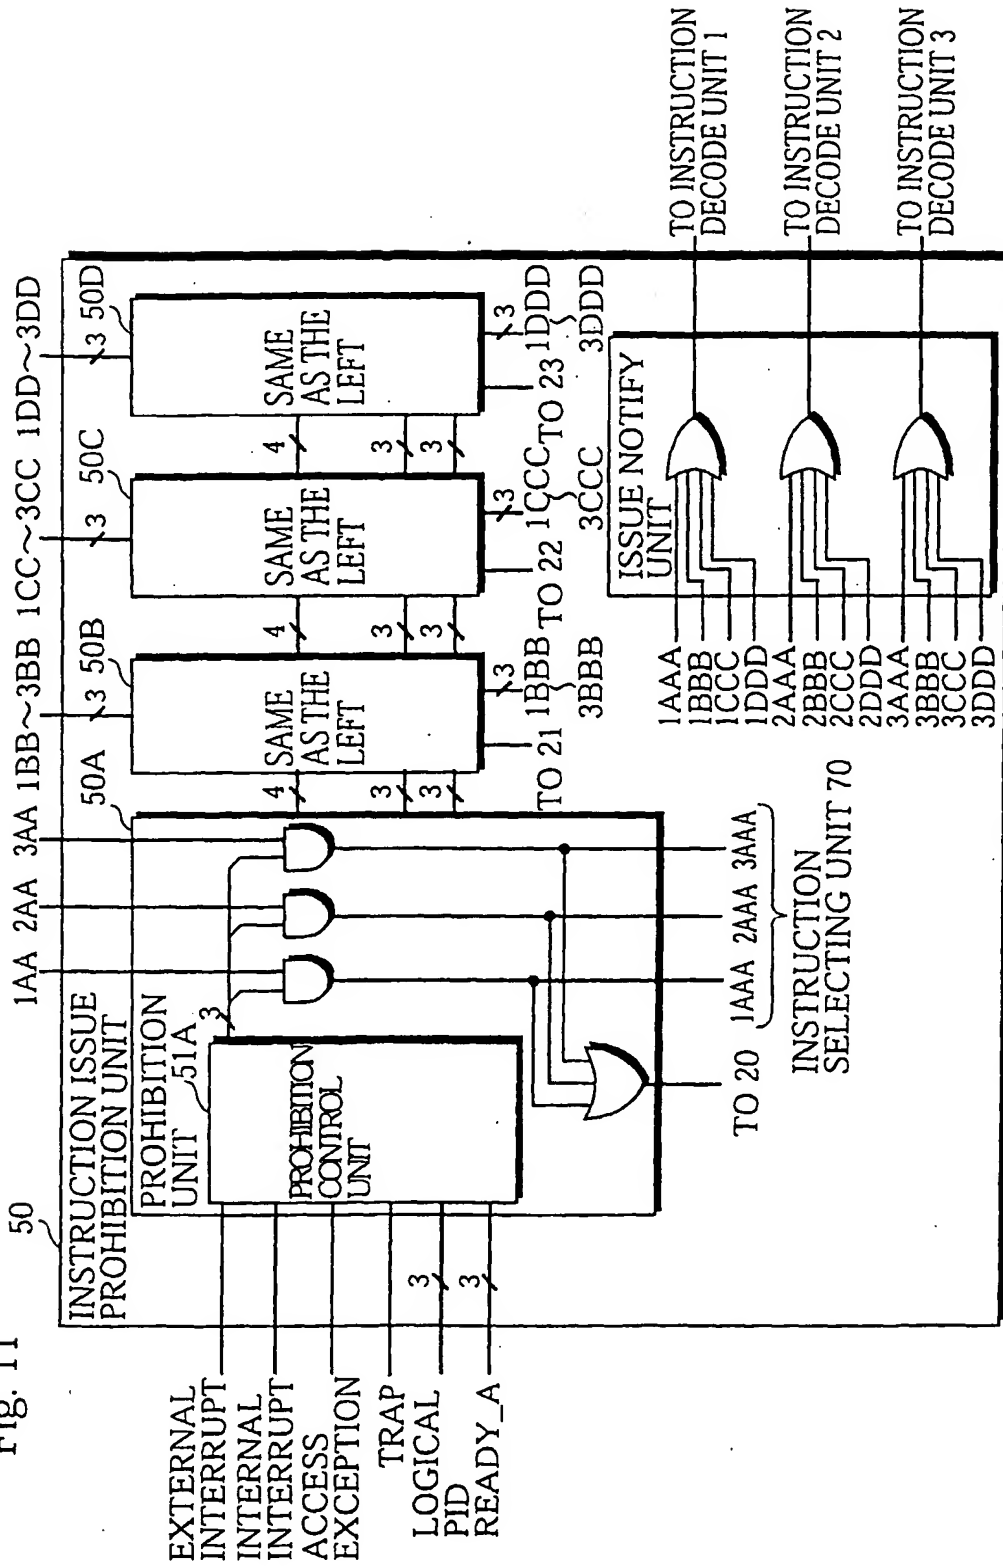 Fig. 11
50
INSTRUCTION ISSUE
PROHIBITION UNIT
1AA 2AA 3AA 1BB~3BB 1CC~3CC 1DD~3DD
3
3
3
50A
50B
50C
50D
PROHIBITION
UNIT
51A
3
PROHIBITION
CONTROL
UNIT
SAME
AS THE
LEFT
SAME
AS THE
LEFT
SAME
AS THE
LEFT
4
3
3
4
3
3
4
3
3
EXTERNAL
INTERRUPT
INTERNAL
INTERRUPT
ACCESS
EXCEPTION
TRAP
LOGICAL
PID
READY_A
3
3
TO 21
3
1BBB
~
3BBB
TO 22
3
1CCC
~
3CCC
TO 23
3
1DDD
~
3DDD
TO 20
1AAA 2AAA 3AAA
INSTRUCTION
SELECTING UNIT 70
ISSUE NOTIFY
UNIT
1AAA
1BBB
1CCC
1DDD
2AAA
2BBB
2CCC
2DDD
3AAA
3BBB
3CCC
3DDD
TO INSTRUCTION
DECODE UNIT 1
TO INSTRUCTION
DECODE UNIT 2
TO INSTRUCTION
DECODE UNIT 3